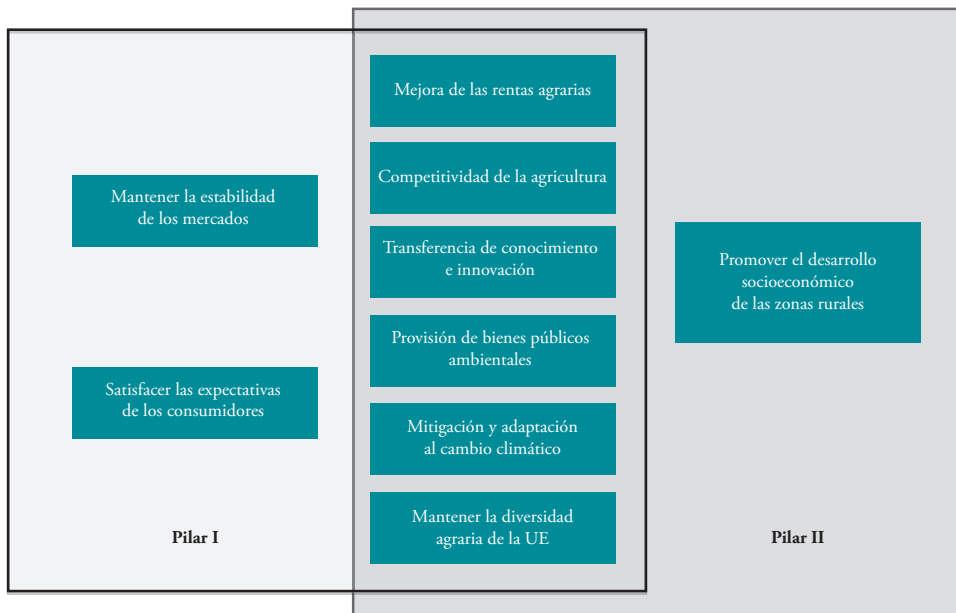 Mantener la estabilidad
de los mercados
Satisfacer las expectativas
de los consumidores
Pilar I
Mejora de las rentas agrarias
Competitividad de la agricultura
Transferencia de conocimiento
e innovación
Provisión de bienes públicos
ambientales
Mitigación y adaptación
al cambio climático
Mantener la diversidad
agraria de la UE
Promover el desarrollo
socioeconómico
de las zonas rurales
Pilar II